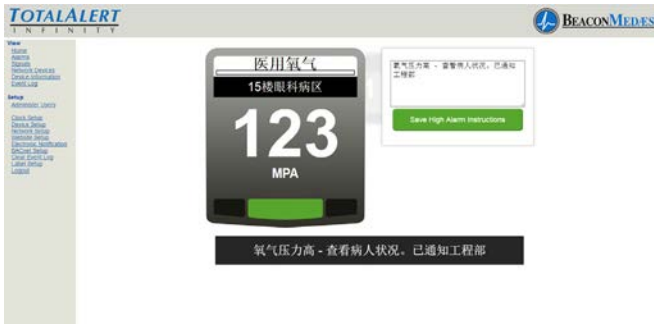 TOTALALERT
INFINITY
BEACONMEDÆS
View
Home
Alarms
Signals
Network Devices
Device Information
Event Log
Setup
Administer Users
Clock Setup
Device Setup
Network Setup
Website Setup
Electronic Notification
BACnet Setup
Clear Event Log
Label Setup
Logout
医用氧气
15楼眼科病区
123
MPA
氧气压力高 - 查看病人状况。已通知
工程部
Save High Alarm Instructions
氧气压力高 - 查看病人状况。已通知工程部